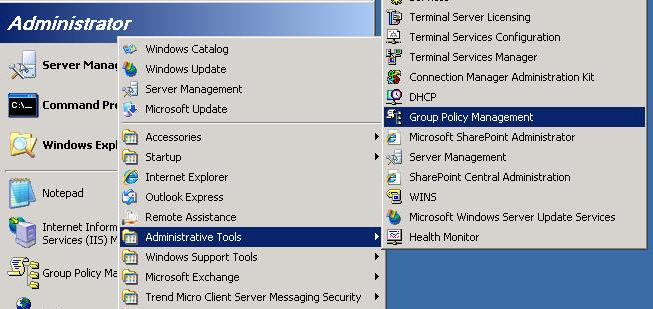 Administrator
Server Mana
Command Pr
Windows Expl
Notepad
Internet Inform
Services (IIS) M
Group Policy Ma
Windows Catalog
Windows Update
Server Management
Microsoft Update
Accessories
Startup
Internet Explorer
Outlook Express
Remote Assistance
Administrative Tools
Windows Support Tools
Microsoft Exchange
Trend Micro Client Server Messaging Security
Terminal Server Licensing
Terminal Services Configuration
Terminal Services Manager
Connection Manager Administration Kit
DHCP
Group Policy Management
Microsoft SharePoint Administrator
Server Management
SharePoint Central Administration
WINS
Microsoft Windows Server Update Services
Health Monitor